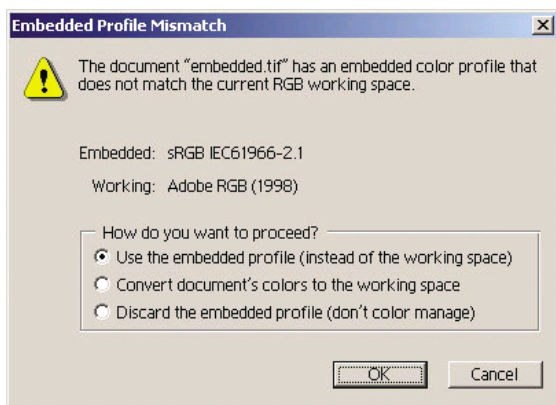 Embedded Profile Mismatch
The document "embedded.tif" has an embedded color profile that
does not match the current RGB working space.
Embedded: sRGB IEC61966-2.1
Working: Adobe RGB (1998)
How do you want to proceed?
Use the embedded profile (instead of the working space)
Convert document's colors to the working space
Discard the embedded profile (don't color manage)
OK Cancel